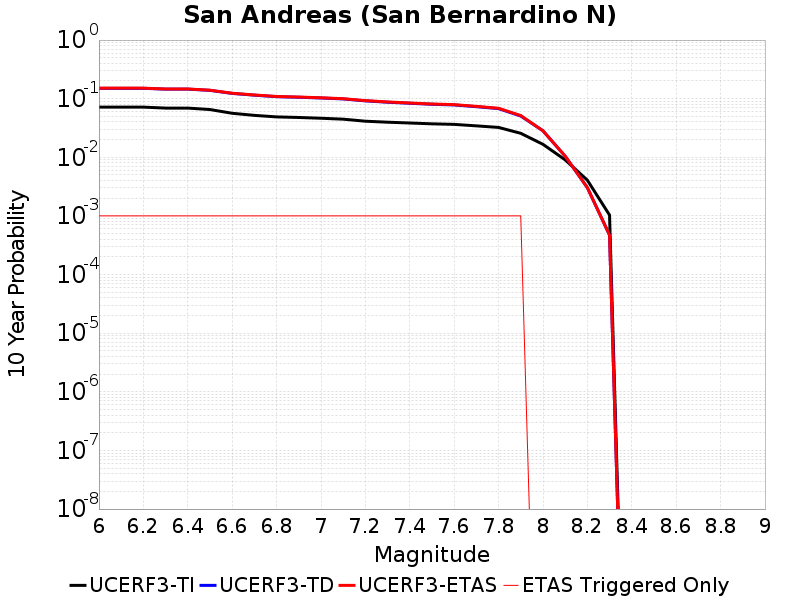 San Andreas (San Bernardino N)
10^0
10^-1
10^-2
10^-3
10^-4
10^-5
10^-6
10^-7
10^-8
10 Year Probability
6 6.2 6.4 6.6 6.8 7 7.2 7.4 7.6 7.8 8 8.2 8.4 8.6 8.8 9
Magnitude
UCERF3-TI UCERF3-TD UCERF3-ETAS ETAS Triggered Only